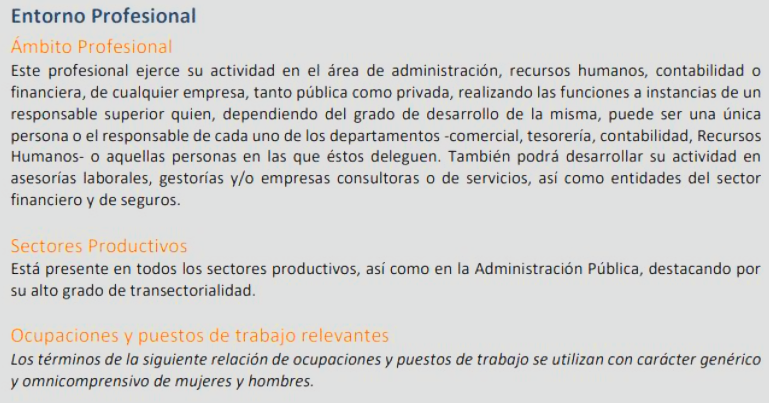 Entorno Profesional
Ámbito Profesional
Este profesional ejerce su actividad en el área de administración, recursos humanos, contabilidad o
financiera, de cualquier empresa, tanto pública como privada, realizando las funciones a instancias de un
responsable superior quien, dependiendo del grado de desarrollo de la misma, puede ser una única
persona o el responsable de cada uno de los departamentos -comercial, tesorería, contabilidad, Recursos
Humanos- o aquellas personas en las que éstos deleguen. También podrá desarrollar su actividad en
asesorías laborales, gestorías y/o empresas consultoras o de servicios, así como entidades del sector
financiero y de seguros.
Sectores Productivos
Está presente en todos los sectores productivos, así como en la Administración Pública, destacando por
su alto grado de transectorialidad.
Ocupaciones y puestos de trabajo relevantes
Los términos de la siguiente relación de ocupaciones y puestos de trabajo se utilizan con carácter genérico
y omnicomprensivo de mujeres y hombres.